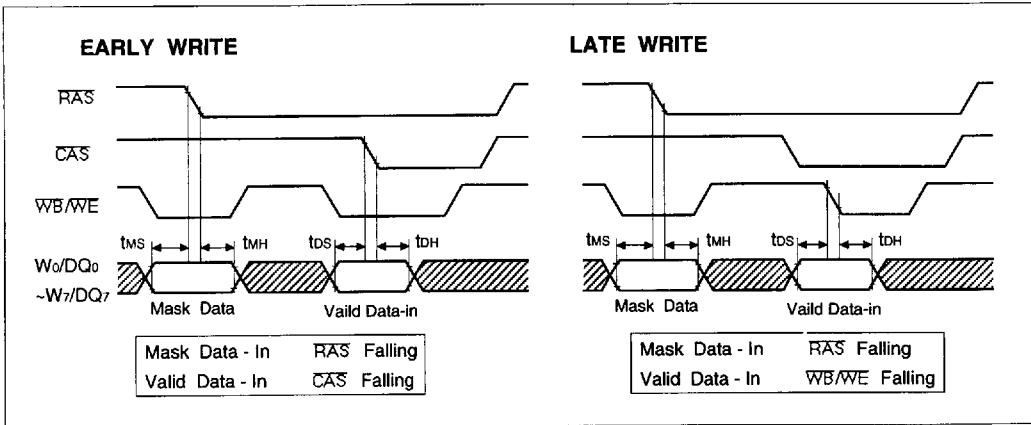 EARLY WRITE
RAS
CAS
WB/WE
tMS
tMH
tDS
tDH
W0/DQ0
~W7/DQ7
Mask Data
Vaild Data-in
Mask Data - In RAS Falling
Valid Data - In CAS Falling
LATE WRITE
tMS
tMH
tDS
tDH
Mask Data
Vaild Data-in
Mask Data - In RAS Falling
Valid Data - In WB/WE Falling